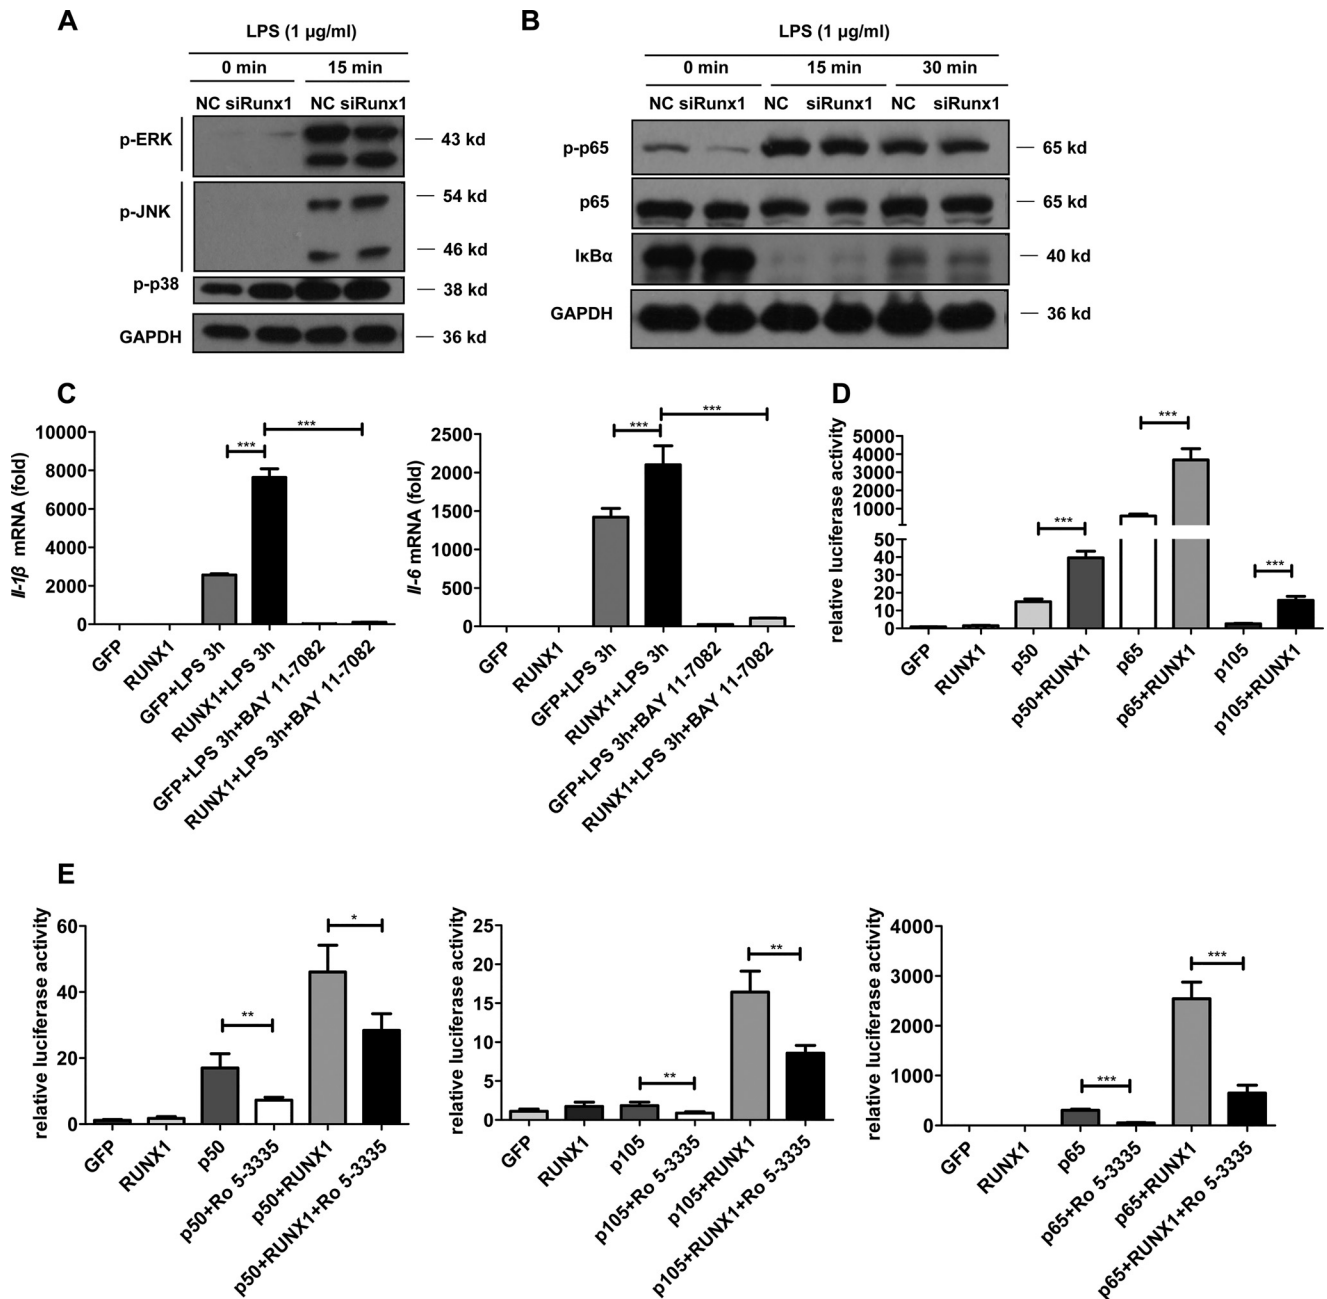 A
LPS (1 µg/ml)
0 min 15 min
NC siRunx1 NC siRunx1
p-ERK 43 kd
p-JNK 54 kd
46 kd
p-p38 38 kd
GAPDH 36 kd
B
LPS (1 µg/ml)
0 min 15 min 30 min
NC siRunx1 NC siRunx1 NC siRunx1
p-p65 65 kd
p65 65 kd
IκBα 40 kd
GAPDH 36 kd
C
Il-1β mRNA (fold)
10000
8000
6000
4000
2000
0
***
***
GFP
RUNX1
GFP+LPS 3h
RUNX1+LPS 3h
GFP+LPS 3h+BAY 11-7082
RUNX1+LPS 3h+BAY 11-7082
Il-6 mRNA (fold)
2500
2000
1500
1000
500
0
***
***
GFP
RUNX1
GFP+LPS 3h
RUNX1+LPS 3h
GFP+LPS 3h+BAY 11-7082
RUNX1+LPS 3h+BAY 11-7082
D
relative luciferase activity
5000
4000
3000
2000
1000
50
40
30
20
10
0
***
***
***
GFP
RUNX1
p50
p50+RUNX1
p65
p65+RUNX1
p105
p105+RUNX1
E
relative luciferase activity
60
40
20
0
**
*
GFP
RUNX1
p50
p50+Ro 5-3335
p50+RUNX1
p50+RUNX1+Ro 5-3335
relative luciferase activity
25
20
15
10
5
0
**
**
GFP
RUNX1
p105
p105+Ro 5-3335
p105+RUNX1
p105+RUNX1+Ro 5-3335
relative luciferase activity
4000
3000
2000
1000
0
***
***
GFP
RUNX1
p65
p65+Ro 5-3335
p65+RUNX1
p65+RUNX1+Ro 5-3335